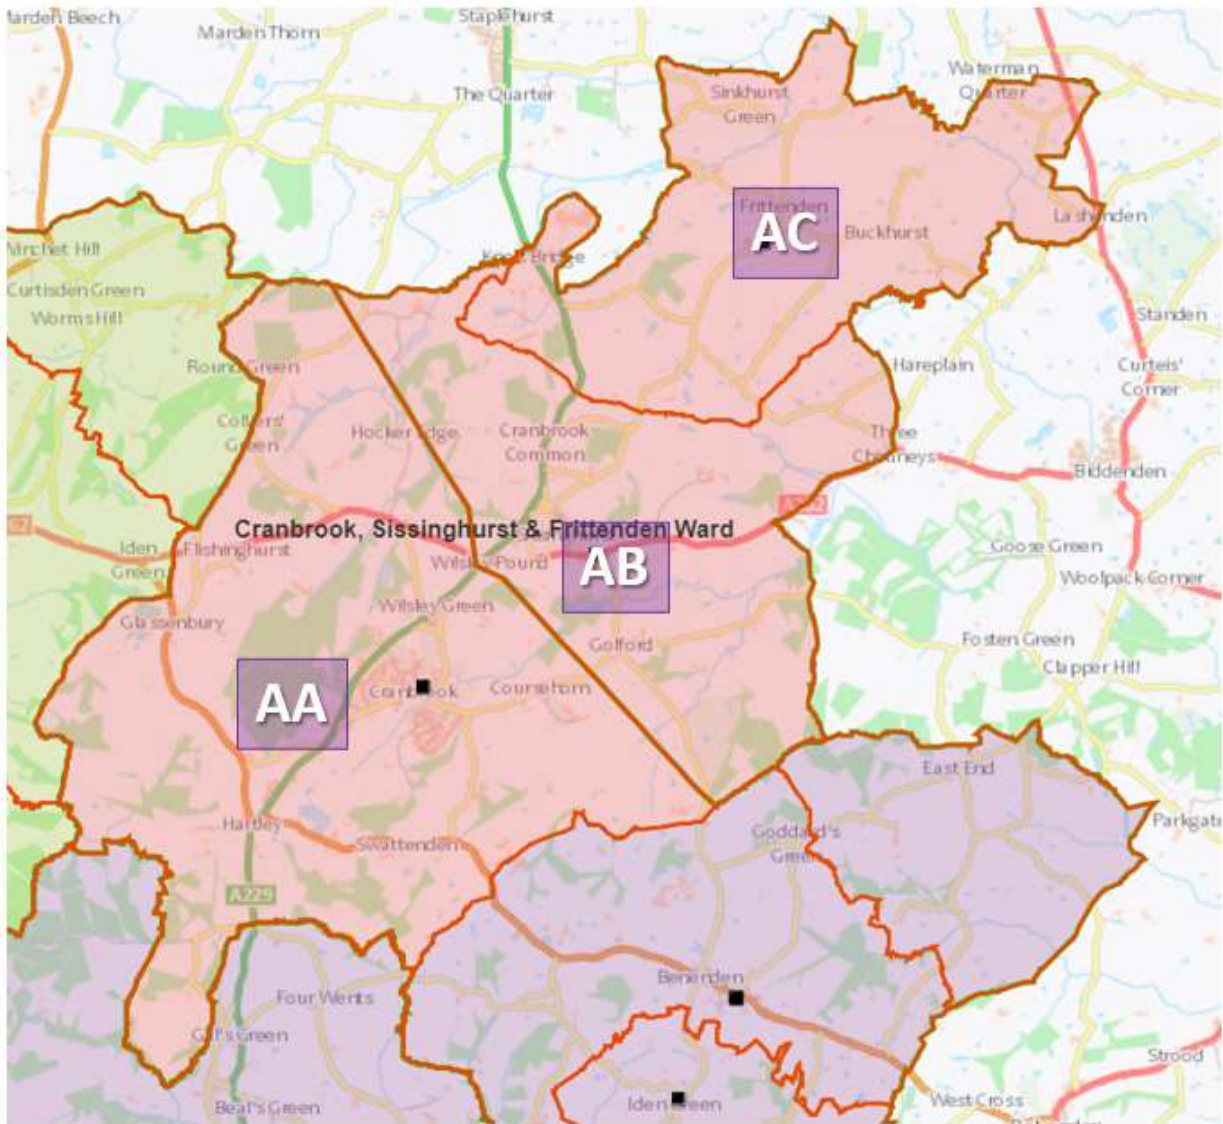 Marden Beech
Staplehurst
Marden Thorn
Waterman
Quarter
The Quarter
Sinkhurst
Green
Frittenden
AC
Buckhurst
Lashenden
Winchet Hill
Bridge
Curtisden Green
Worms Hill
Standen
Round Green
Hareplain
Curteis'
Corner
Colliers'
Green
Hocker Edge
Cranbrook
Common
Three
Chimneys
Biddenden
A262
Cranbrook, Sissinghurst & Frittenden Ward
Iden
Green
Flishinghurst
Wilsley Pound
AB
Goose Green
Woolpack Corner
Wilsley Green
Glassenbury
Golford
Fosten Green
Clapper Hill
AA
Cranbrook
Coursehorn
East End
Hartley
Swattenden
Goddard's
Green
Parkgate
A229
Benenden
Four Wents
Gill's Green
Strood
Beal's Green
Iden Green
West Cross